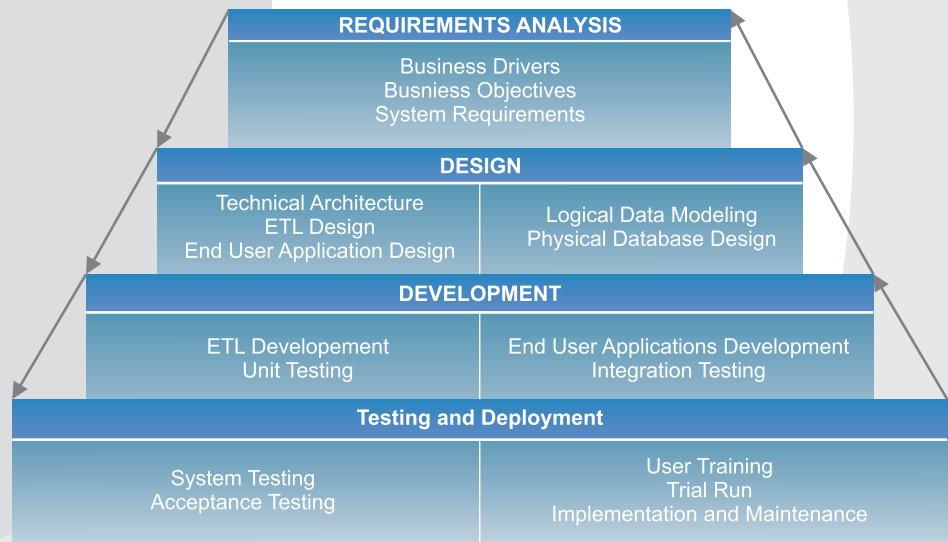 REQUIREMENTS ANALYSIS
Business Drivers
Busniess Objectives
System Requirements
DESIGN
Technical Architecture
ETL Design
End User Application Design
Logical Data Modeling
Physical Database Design
DEVELOPMENT
ETL Developement
Unit Testing
End User Applications Development
Integration Testing
Testing and Deployment
System Testing
Acceptance Testing
User Training
Trial Run
Implementation and Maintenance